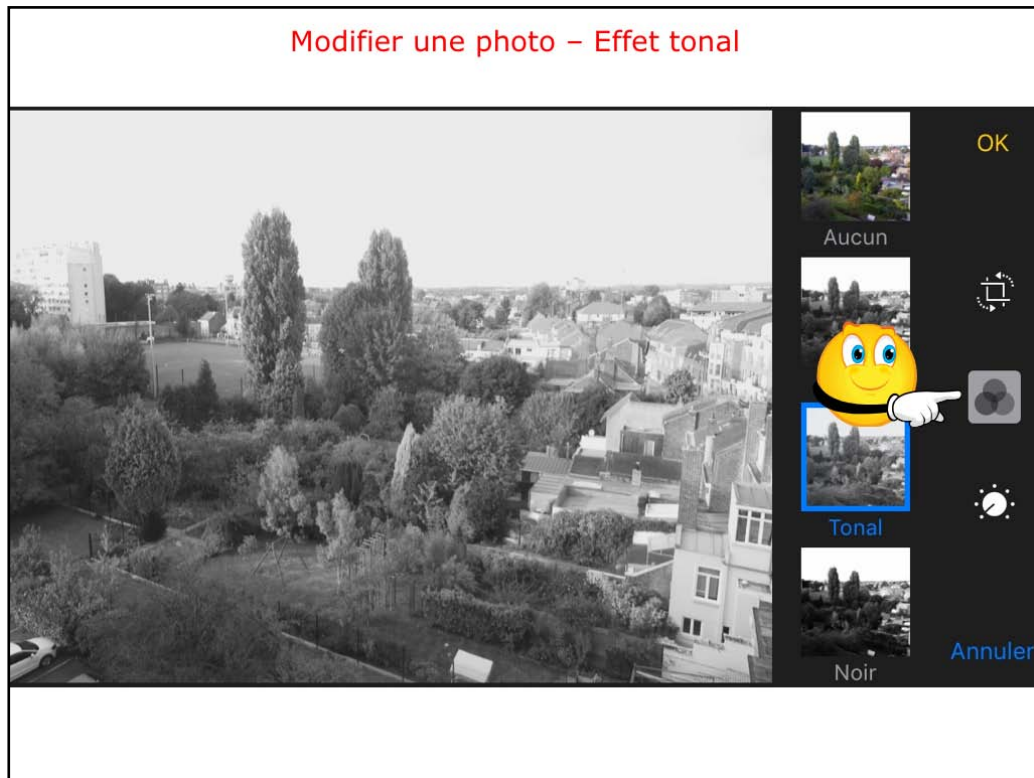 Modifier une photo – Effet tonal
OK
Aucun
Tonal
Noir
Annuler